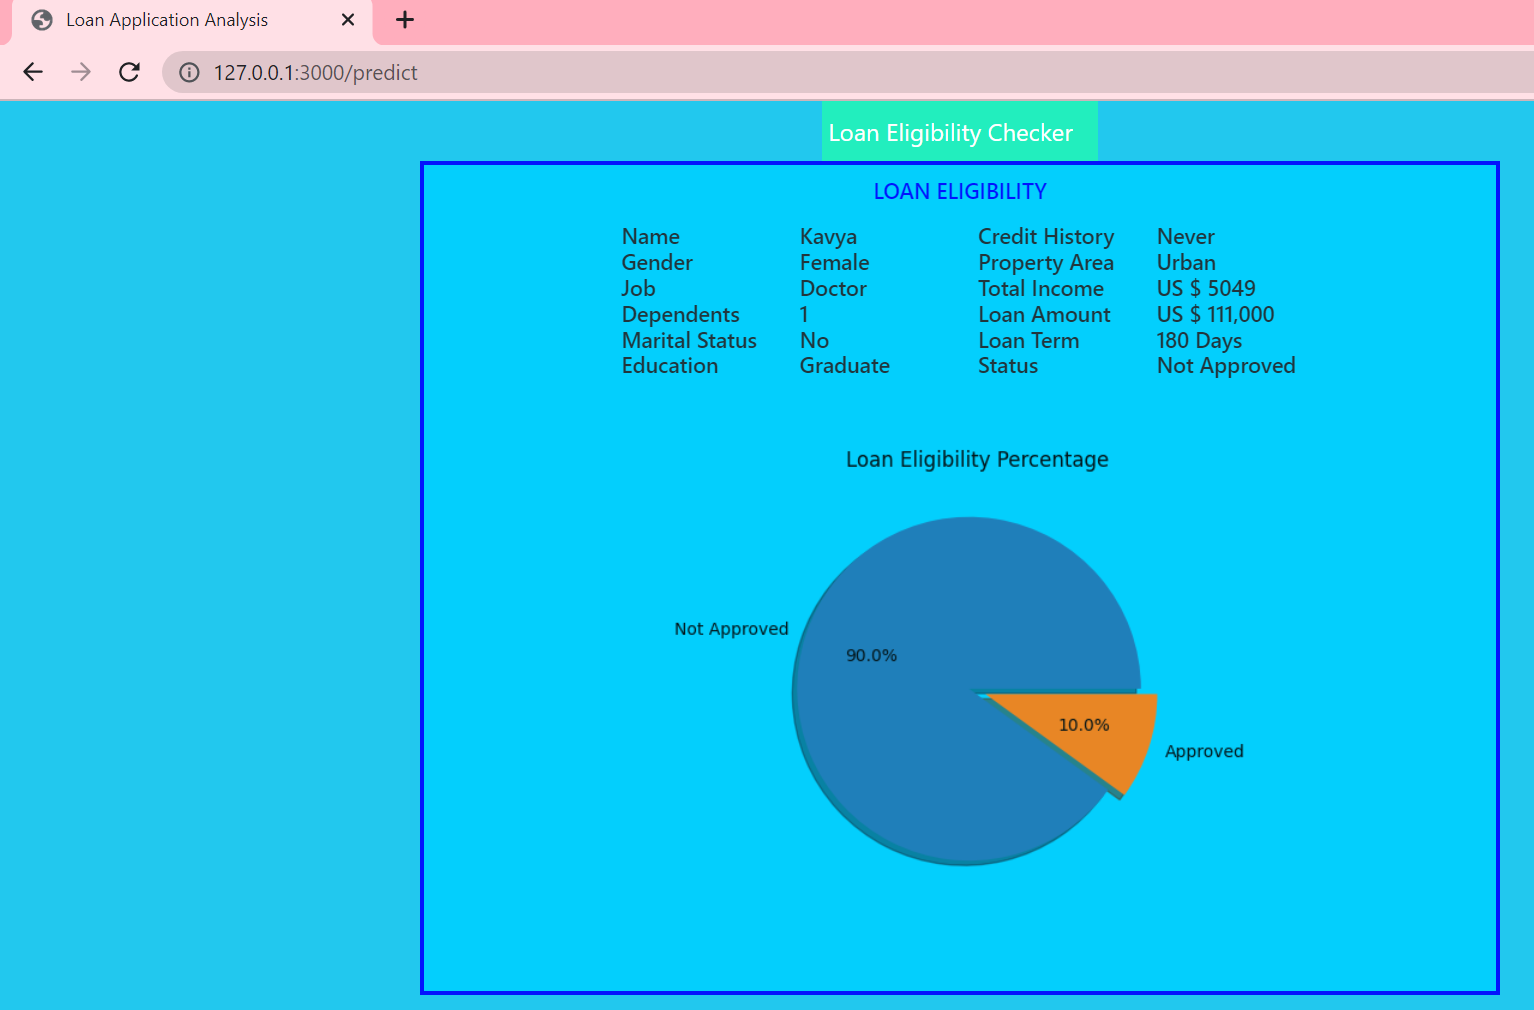 Loan Application Analysis
127.0.0.1:3000/predict
Loan Eligibility Checker
LOAN ELIGIBILITY
Name Kavya Credit History Never
Gender Female Property Area Urban
Job Doctor Total Income US $ 5049
Dependents 1 Loan Amount US $ 111,000
Marital Status No Loan Term 180 Days
Education Graduate Status Not Approved
Loan Eligibility Percentage
Not Approved
90.0%
10.0%
Approved